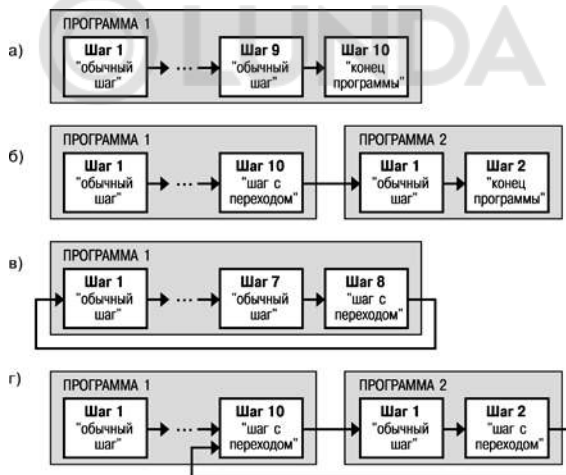 LUNDA
а)
ПРОГРАММА 1
Шаг 1
"обычный
шаг"
...
Шаг 9
"обычный
шаг"
Шаг 10
"конец
программы"
б)
ПРОГРАММА 1
Шаг 1
"обычный
шаг"
...
Шаг 10
"шаг с
переходом"
ПРОГРАММА 2
Шаг 1
"обычный
шаг"
Шаг 2
"конец
программы"
в)
ПРОГРАММА 1
Шаг 1
"обычный
шаг"
...
Шаг 7
"обычный
шаг"
Шаг 8
"шаг с
переходом"
г)
ПРОГРАММА 1
Шаг 1
"обычный
шаг"
...
Шаг 10
"шаг с
переходом"
ПРОГРАММА 2
Шаг 1
"обычный
шаг"
Шаг 2
"шаг с
переходом"